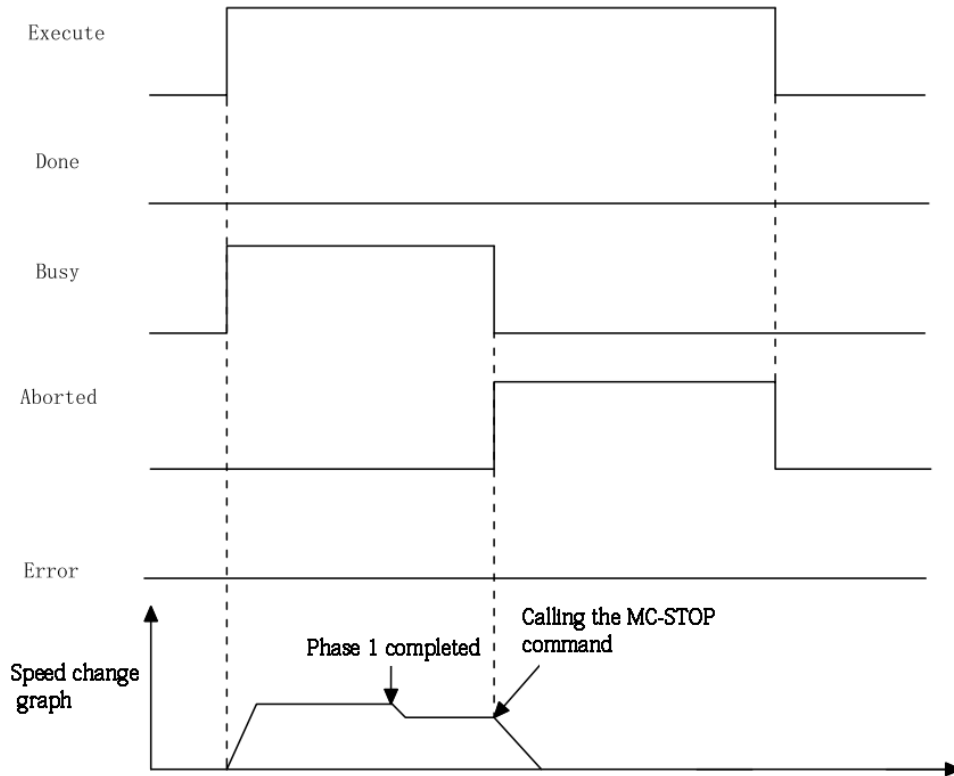 Execute
Done
Busy
Aborted
Error
Calling the MC-STOP
command
Phase 1 completed
Speed change
graph